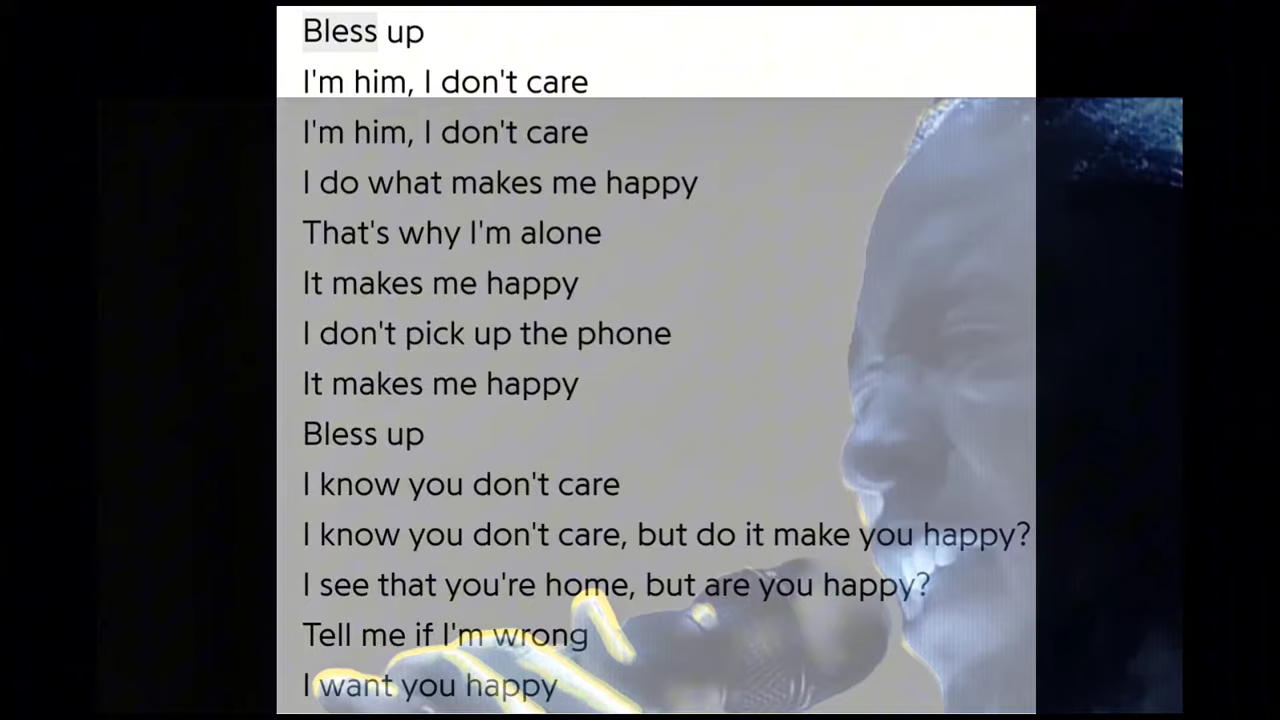 Bless up
I'm him, I don't care
I'm him, I don't care
I do what makes me happy
That's why I'm alone
It makes me happy
I don't pick up the phone
It makes me happy
Bless up
I know you don't care
I know you don't care, but do it make you happy?
I see that you're home, but are you happy?
Tell me if I'm wrong
I want you happy